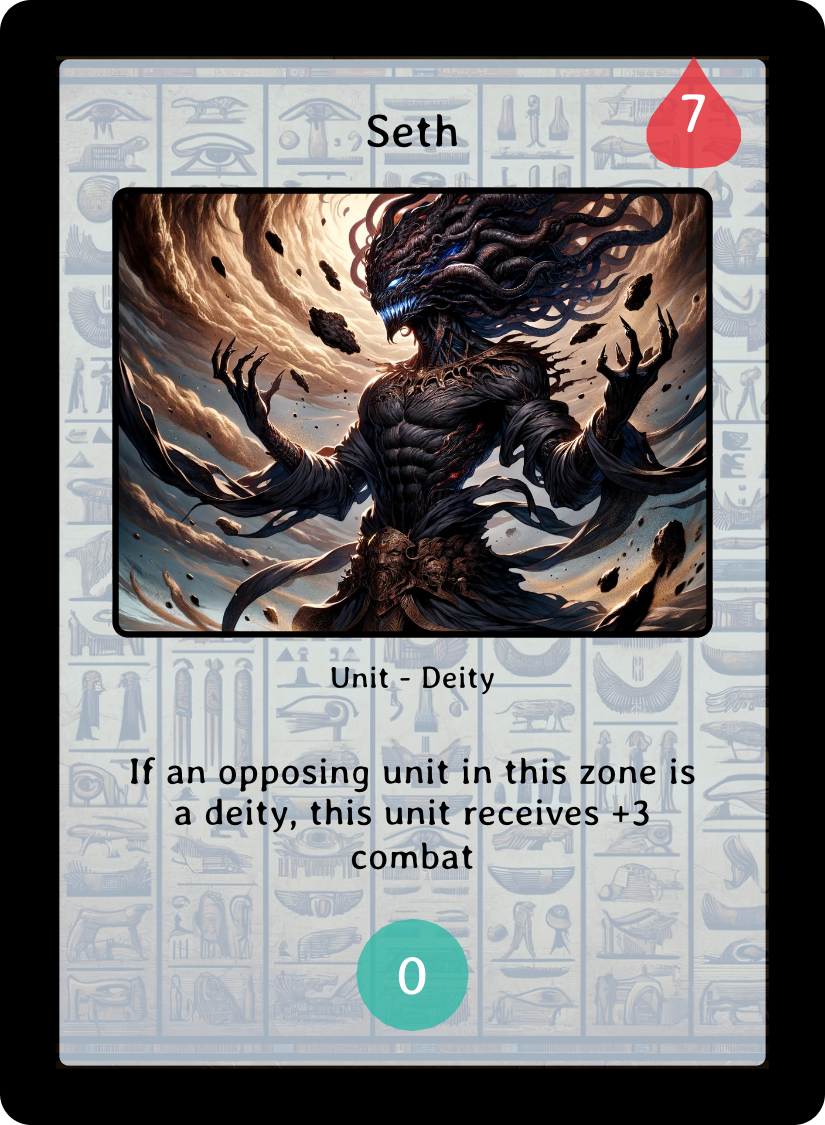 Seth
7
Unit - Deity
If an opposing unit in this zone is
a deity, this unit receives +3
combat
0